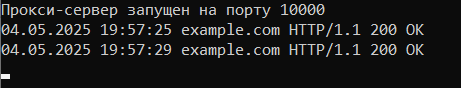 Прокси-сервер запущен на порту 10000
04.05.2025 19:57:25 example.com HTTP/1.1 200 OK
04.05.2025 19:57:29 example.com HTTP/1.1 200 OK